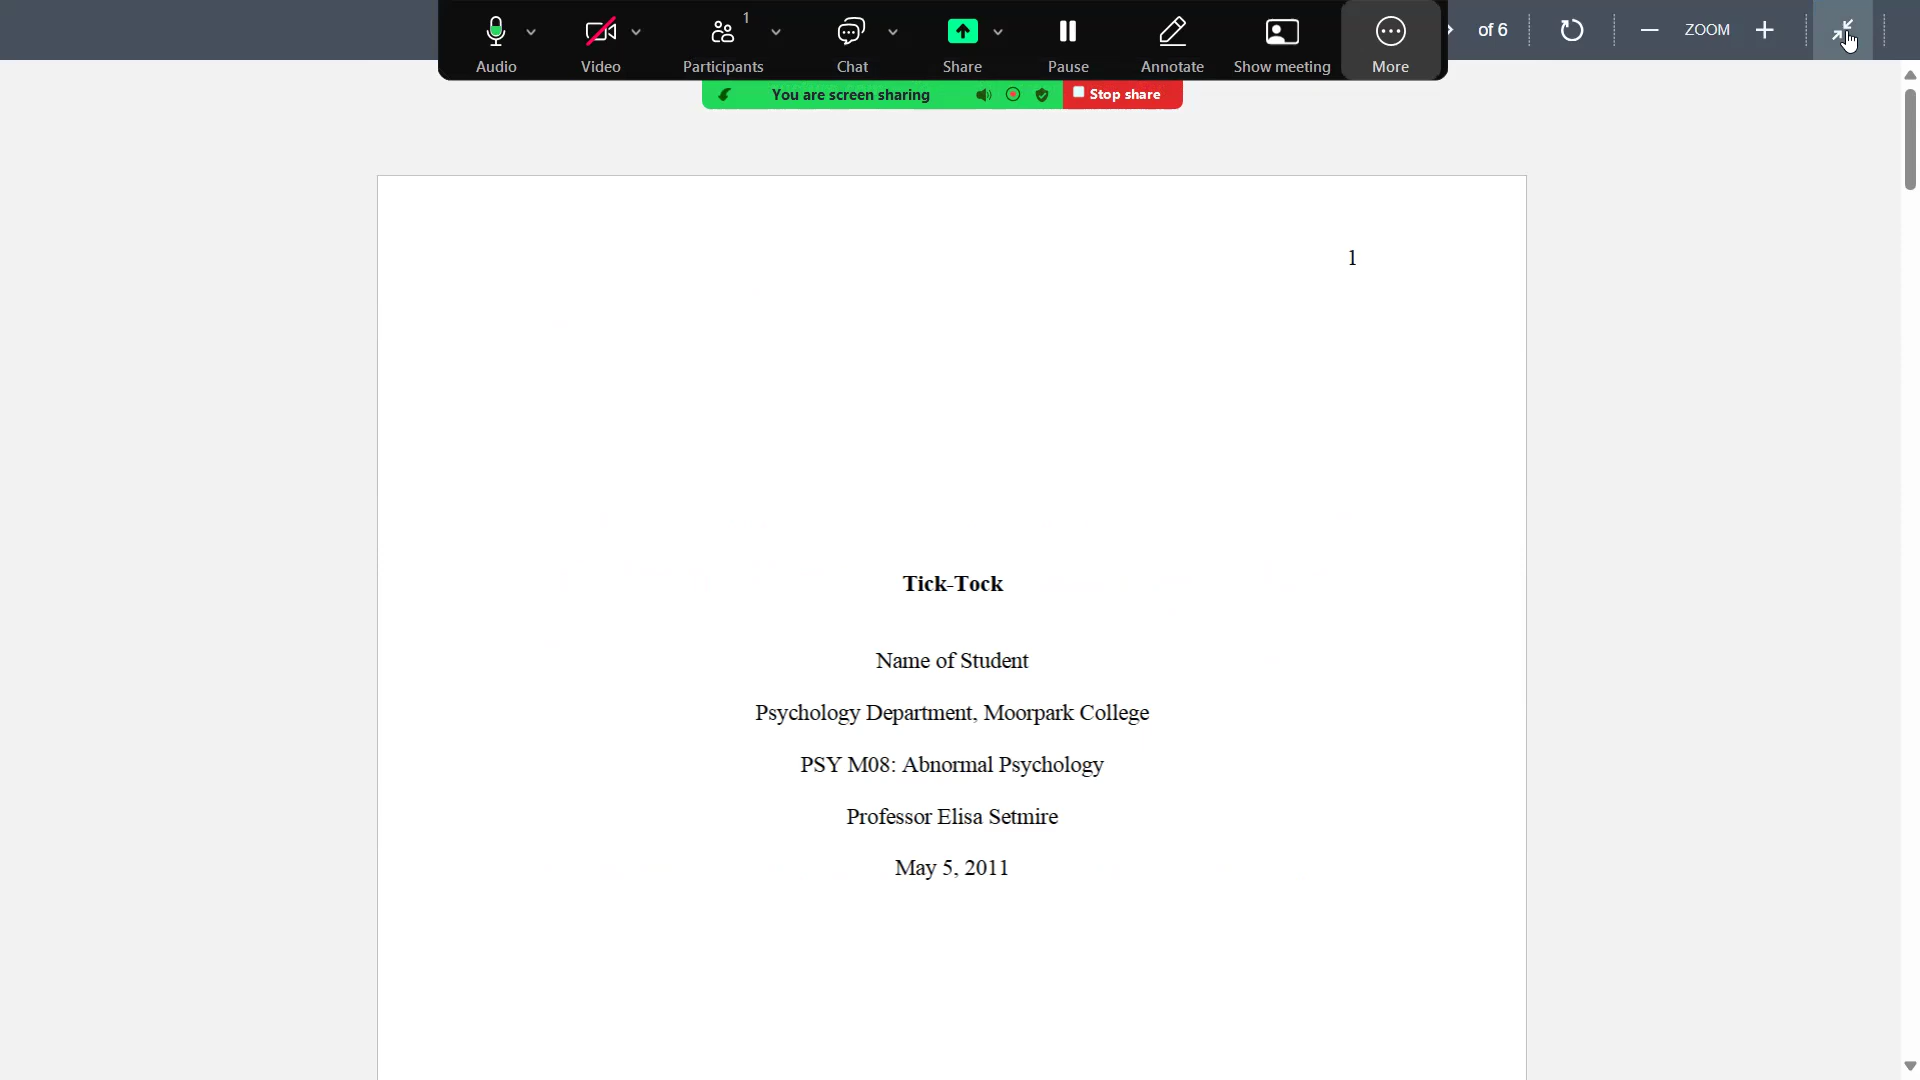 1
Audio
Video
Participants
Chat
Share
Pause
Annotate
Show meeting
More
of 6
ZOOM
You are screen sharing
Stop share
1
Tick-Tock
Name of Student
Psychology Department, Moorpark College
PSY M08: Abnormal Psychology
Professor Elisa Setmire
May 5, 2011